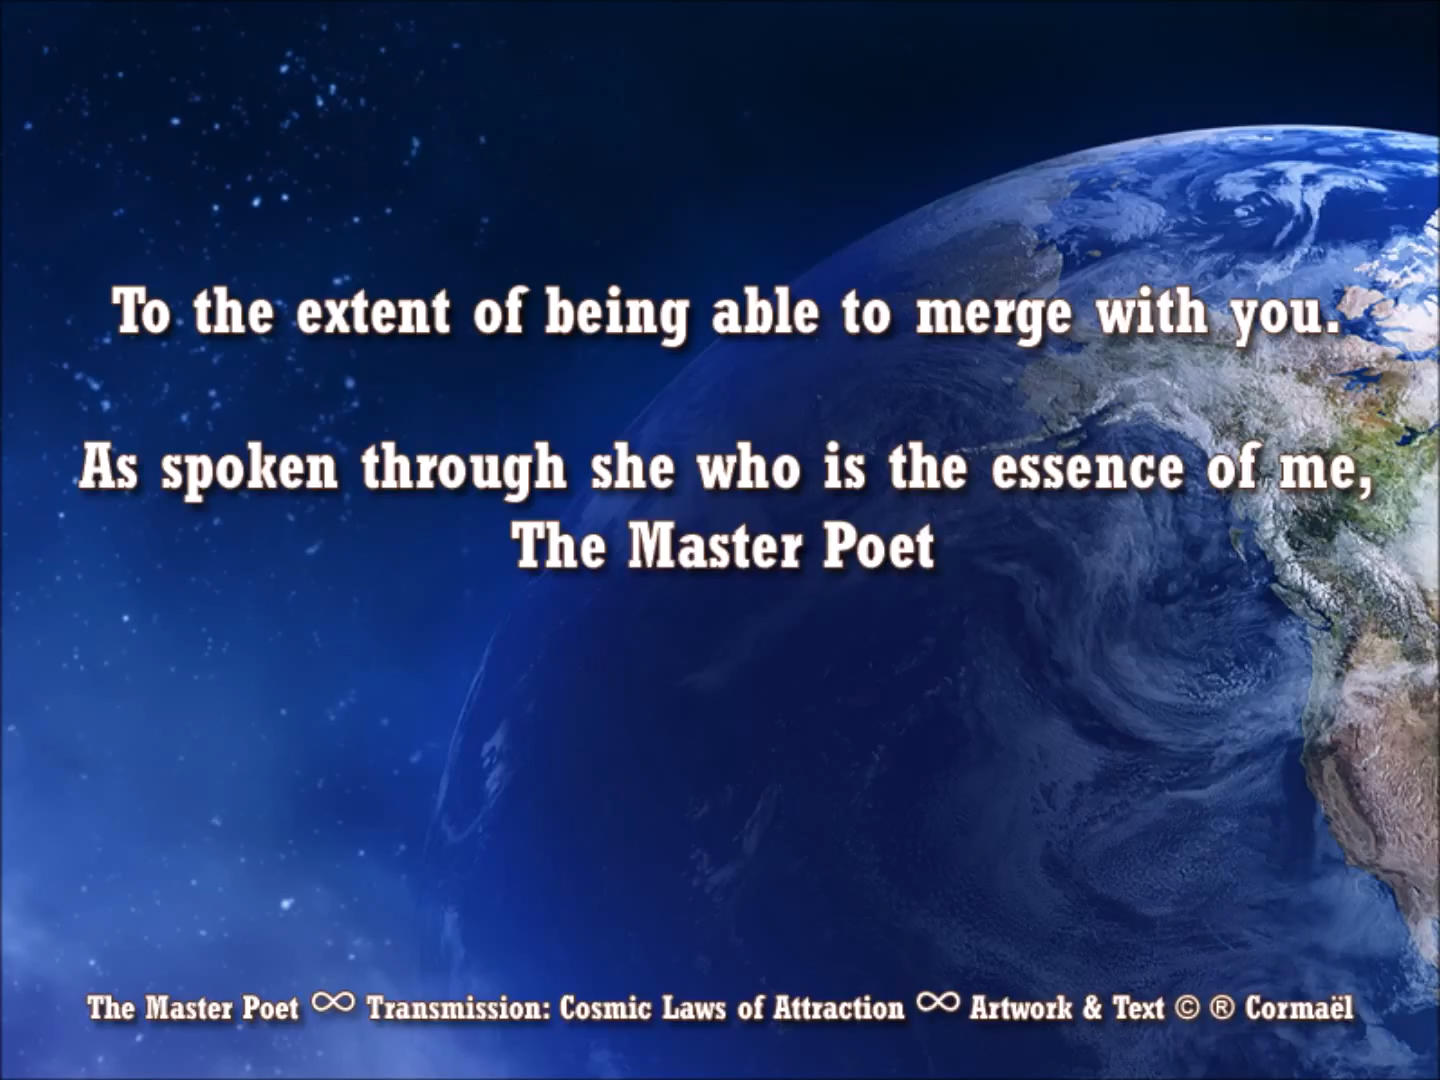 To the extent of being able to merge with you.
As spoken through she who is the essence of me,
The Master Poet
The Master Poet ∞ Transmission: Cosmic Laws of Attraction ∞ Artwork & Text © ® Cormaël